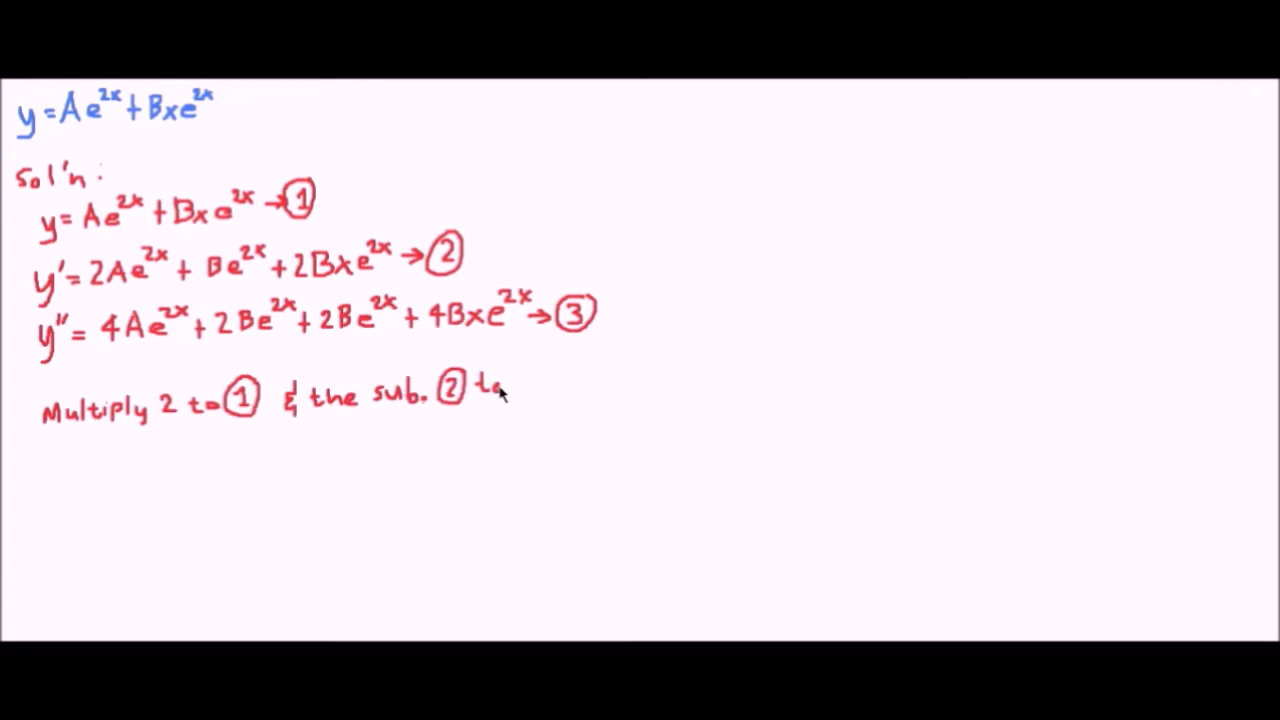 y=Ae^2x + Bxe^2x
Sol'n:
y= Ae^2x + Bxe^2x → ①
y'= 2Ae^2x + Be^2x + 2Bxe^2x → ②
y''= 4Ae^2x + 2Be^2x + 2Be^2x + 4Bxe^2x → ③
Multiply 2 to ① & the sub. ② to